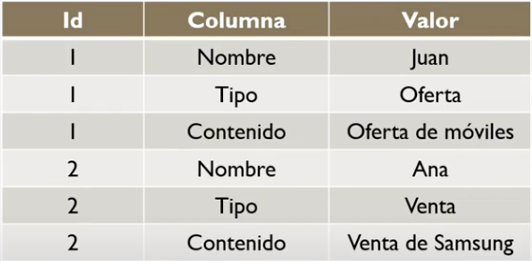 Id Columna Valor
1 Nombre Juan
1 Tipo Oferta
1 Contenido Oferta de móviles
2 Nombre Ana
2 Tipo Venta
2 Contenido Venta de Samsung